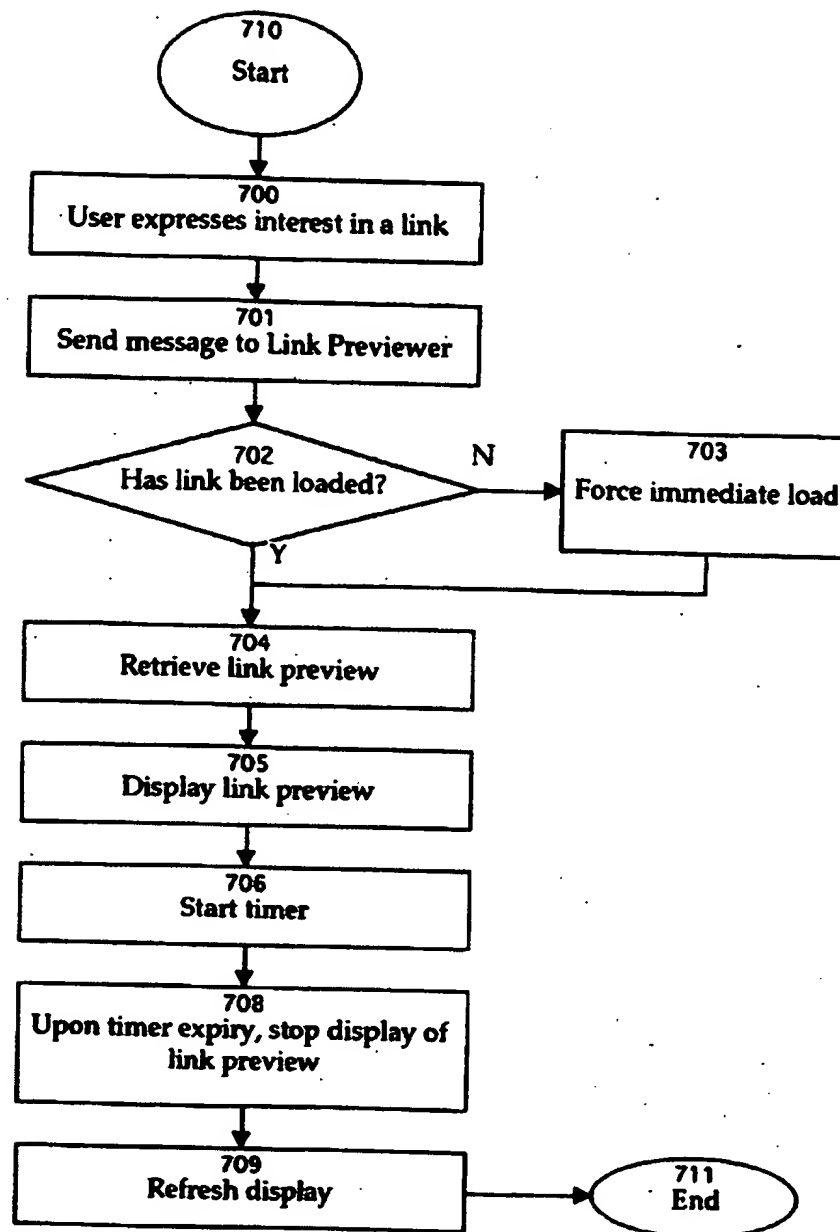 710
Start
700
User expresses interest in a link
701
Send message to Link Previewer
702
Has link been loaded?
N
703
Force immediate load
Y
704
Retrieve link preview
705
Display link preview
706
Start timer
708
Upon timer expiry, stop display of
link preview
709
Refresh display
711
End